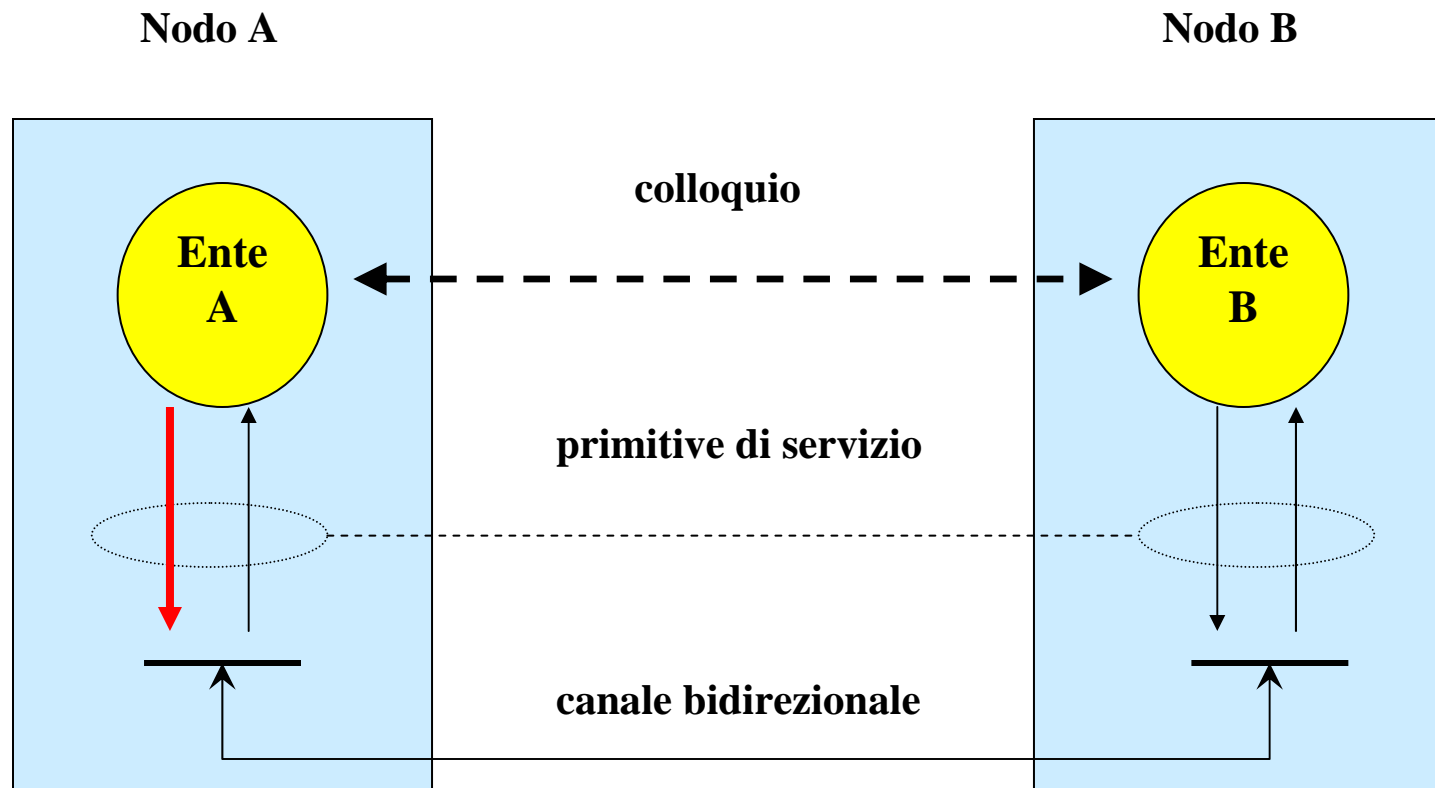 Nodo A
Nodo B
colloquio
Ente
A
Ente
B
primitive di servizio
canale bidirezionale